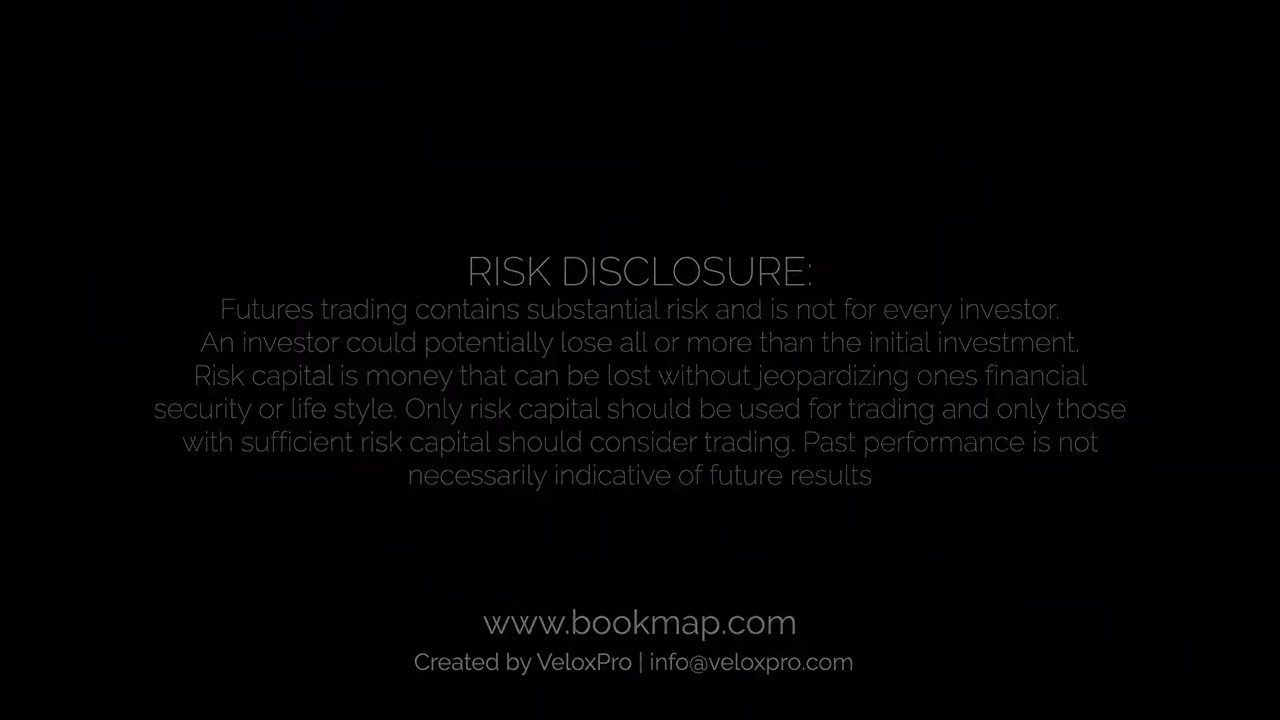 RISK DISCLOSURE:
Futures trading contains substantial risk and is not for every investor.
An investor could potentially lose all or more than the initial investment.
Risk capital is money that can be lost without jeopardizing ones financial
security or life style. Only risk capital should be used for trading and only those
with sufficient risk capital should consider trading. Past performance is not
necessarily indicative of future results
www.bookmap.com
Created by VeloxPro | info@veloxpro.com